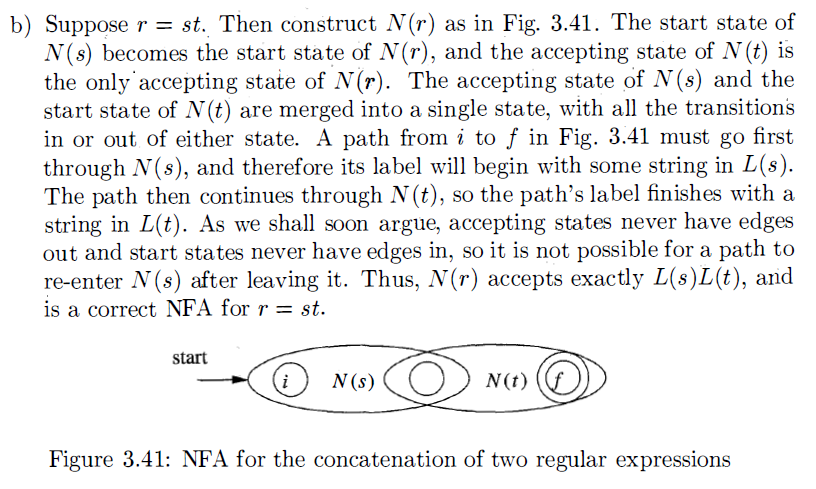 b) Suppose r = st. Then construct N(r) as in Fig. 3.41. The start state of
N(s) becomes the start state of N(r), and the accepting state of N(t) is
the only accepting state of N(r). The accepting state of N(s) and the
start state of N(t) are merged into a single state, with all the transitions
in or out of either state. A path from i to f in Fig. 3.41 must go first
through N(s), and therefore its label will begin with some string in L(s).
The path then continues through N(t), so the path's label finishes with a
string in L(t). As we shall soon argue, accepting states never have edges
out and start states never have edges in, so it is not possible for a path to
re-enter N(s) after leaving it. Thus, N(r) accepts exactly L(s)L(t), and
is a correct NFA for r = st.
start
i N(s) N(t) f
Figure 3.41: NFA for the concatenation of two regular expressions